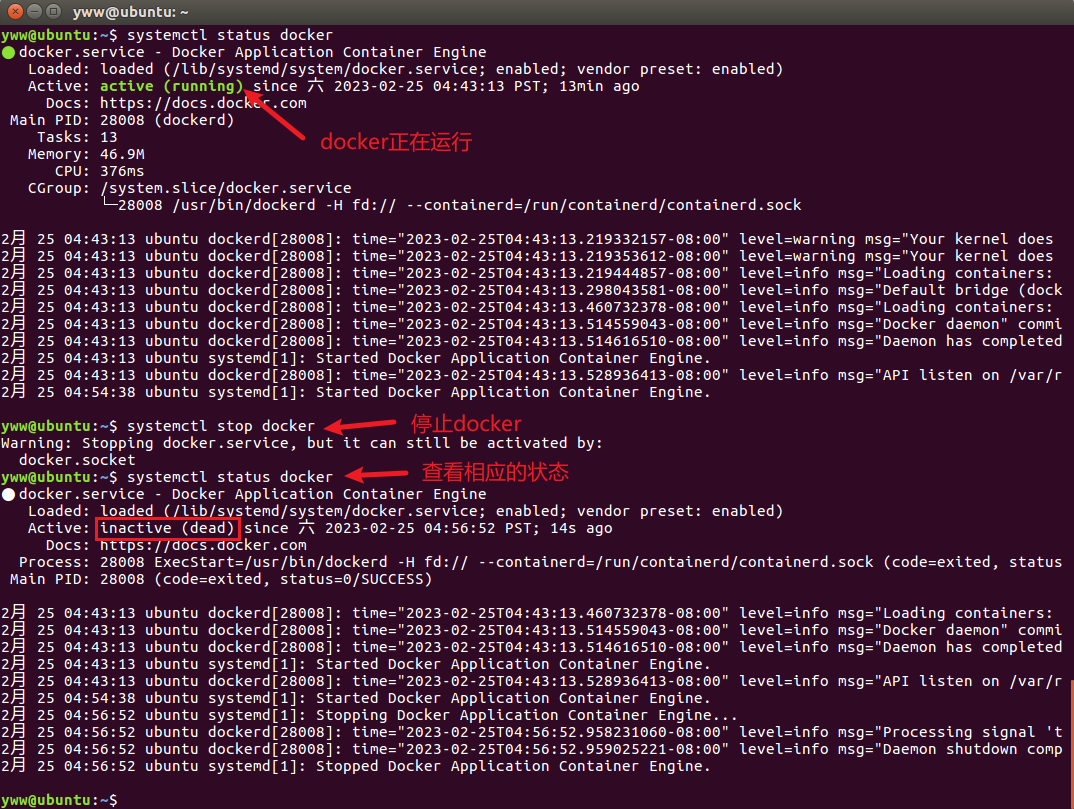 yww@ubuntu: ~
yww@ubuntu:~$ systemctl status docker
● docker.service - Docker Application Container Engine
   Loaded: loaded (/lib/systemd/system/docker.service; enabled; vendor preset: enabled)
   Active: active (running) since 六 2023-02-25 04:43:13 PST; 13min ago
     Docs: https://docs.docker.com
 Main PID: 28008 (dockerd)
docker正在运行
    Tasks: 13
   Memory: 46.9M
      CPU: 376ms
   CGroup: /system.slice/docker.service
           └─28008 /usr/bin/dockerd -H fd:// --containerd=/run/containerd/containerd.sock
2月 25 04:43:13 ubuntu dockerd[28008]: time="2023-02-25T04:43:13.219332157-08:00" level=warning msg="Your kernel does
2月 25 04:43:13 ubuntu dockerd[28008]: time="2023-02-25T04:43:13.219353612-08:00" level=warning msg="Your kernel does
2月 25 04:43:13 ubuntu dockerd[28008]: time="2023-02-25T04:43:13.219444857-08:00" level=info msg="Loading containers:
2月 25 04:43:13 ubuntu dockerd[28008]: time="2023-02-25T04:43:13.298043581-08:00" level=info msg="Default bridge (dock
2月 25 04:43:13 ubuntu dockerd[28008]: time="2023-02-25T04:43:13.460732378-08:00" level=info msg="Loading containers:
2月 25 04:43:13 ubuntu dockerd[28008]: time="2023-02-25T04:43:13.514559043-08:00" level=info msg="Docker daemon" commi
2月 25 04:43:13 ubuntu dockerd[28008]: time="2023-02-25T04:43:13.514616510-08:00" level=info msg="Daemon has completed
2月 25 04:43:13 ubuntu systemd[1]: Started Docker Application Container Engine.
2月 25 04:43:13 ubuntu dockerd[28008]: time="2023-02-25T04:43:13.528936413-08:00" level=info msg="API listen on /var/r
2月 25 04:54:38 ubuntu systemd[1]: Started Docker Application Container Engine.
yww@ubuntu:~$ systemctl stop docker
停止docker
Warning: Stopping docker.service, but it can still be activated by:
  docker.socket
yww@ubuntu:~$ systemctl status docker
查看相应的状态
● docker.service - Docker Application Container Engine
   Loaded: loaded (/lib/systemd/system/docker.service; enabled; vendor preset: enabled)
   Active: inactive (dead) since 六 2023-02-25 04:56:52 PST; 14s ago
     Docs: https://docs.docker.com
  Process: 28008 ExecStart=/usr/bin/dockerd -H fd:// --containerd=/run/containerd/containerd.sock (code=exited, status
 Main PID: 28008 (code=exited, status=0/SUCCESS)
2月 25 04:43:13 ubuntu dockerd[28008]: time="2023-02-25T04:43:13.460732378-08:00" level=info msg="Loading containers:
2月 25 04:43:13 ubuntu dockerd[28008]: time="2023-02-25T04:43:13.514559043-08:00" level=info msg="Docker daemon" commi
2月 25 04:43:13 ubuntu dockerd[28008]: time="2023-02-25T04:43:13.514616510-08:00" level=info msg="Daemon has completed
2月 25 04:43:13 ubuntu systemd[1]: Started Docker Application Container Engine.
2月 25 04:43:13 ubuntu dockerd[28008]: time="2023-02-25T04:43:13.528936413-08:00" level=info msg="API listen on /var/r
2月 25 04:54:38 ubuntu systemd[1]: Started Docker Application Container Engine.
2月 25 04:56:52 ubuntu systemd[1]: Stopping Docker Application Container Engine...
2月 25 04:56:52 ubuntu dockerd[28008]: time="2023-02-25T04:56:52.958231060-08:00" level=info msg="Processing signal 't
2月 25 04:56:52 ubuntu dockerd[28008]: time="2023-02-25T04:56:52.959025221-08:00" level=info msg="Daemon shutdown comp
2月 25 04:56:52 ubuntu systemd[1]: Stopped Docker Application Container Engine.
yww@ubuntu:~$